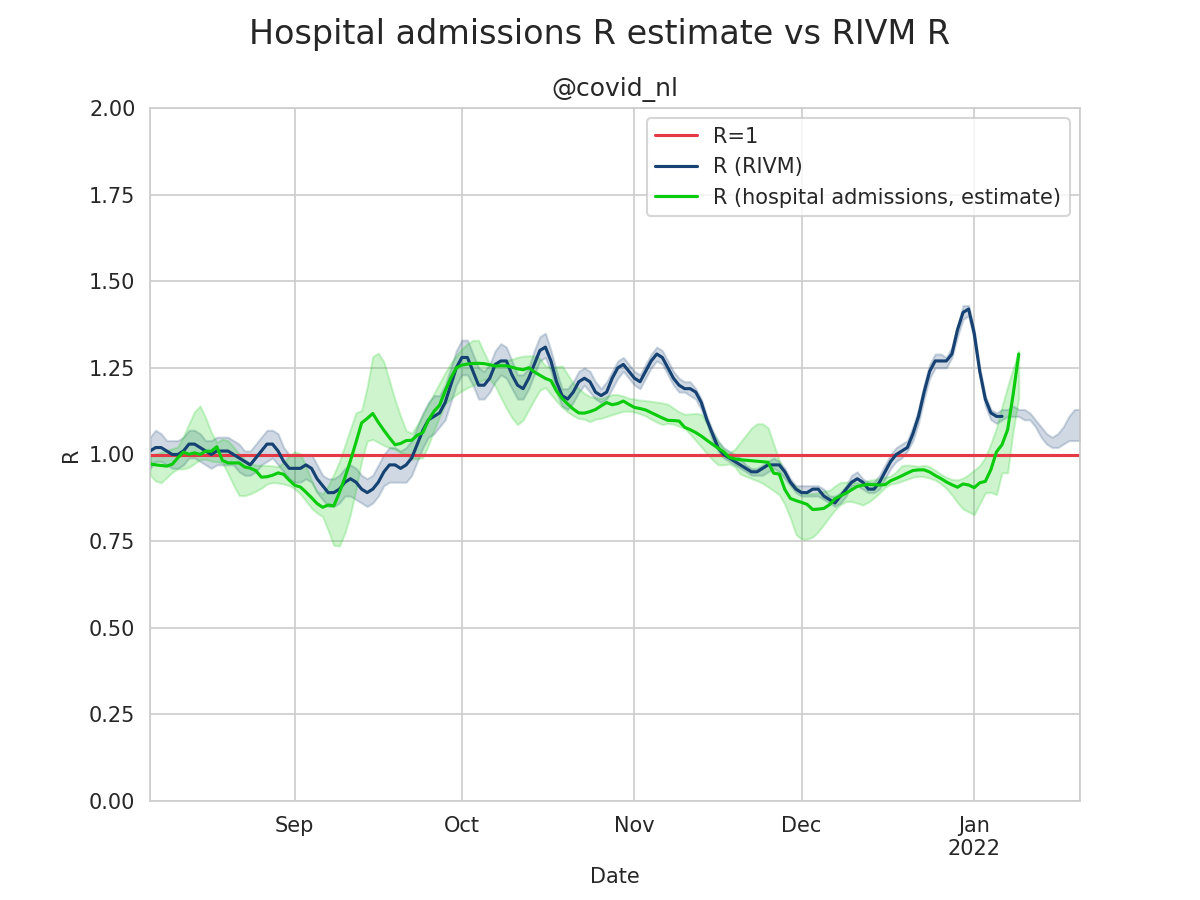 Hospital admissions R estimate vs RIVM R
@covid_nl
2.00
1.75
1.50
1.25
1.00
0.75
0.50
0.25
0.00
R
R=1
R (RIVM)
R (hospital admissions, estimate)
Sep
Oct
Nov
Dec
Jan
2022
Date